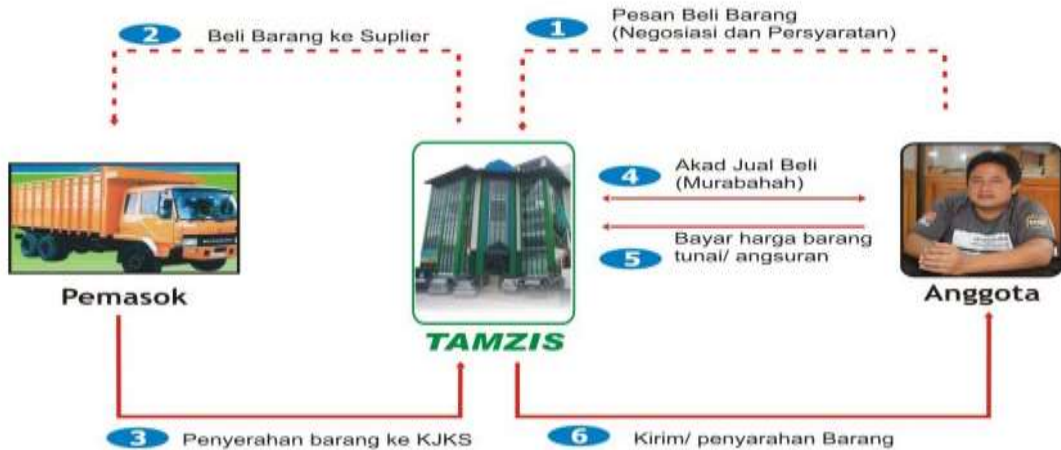 1
Pesan Beli Barang
(Negosiasi dan Persyaratan)
2
Beli Barang ke Suplier
4
Akad Jual Beli
(Murabahah)
5
Bayar harga barang
tunai/ angsuran
Pemasok
TAMZIS
Anggota
3
Penyerahan barang ke KJKS
6
Kirim/ penyarahan Barang